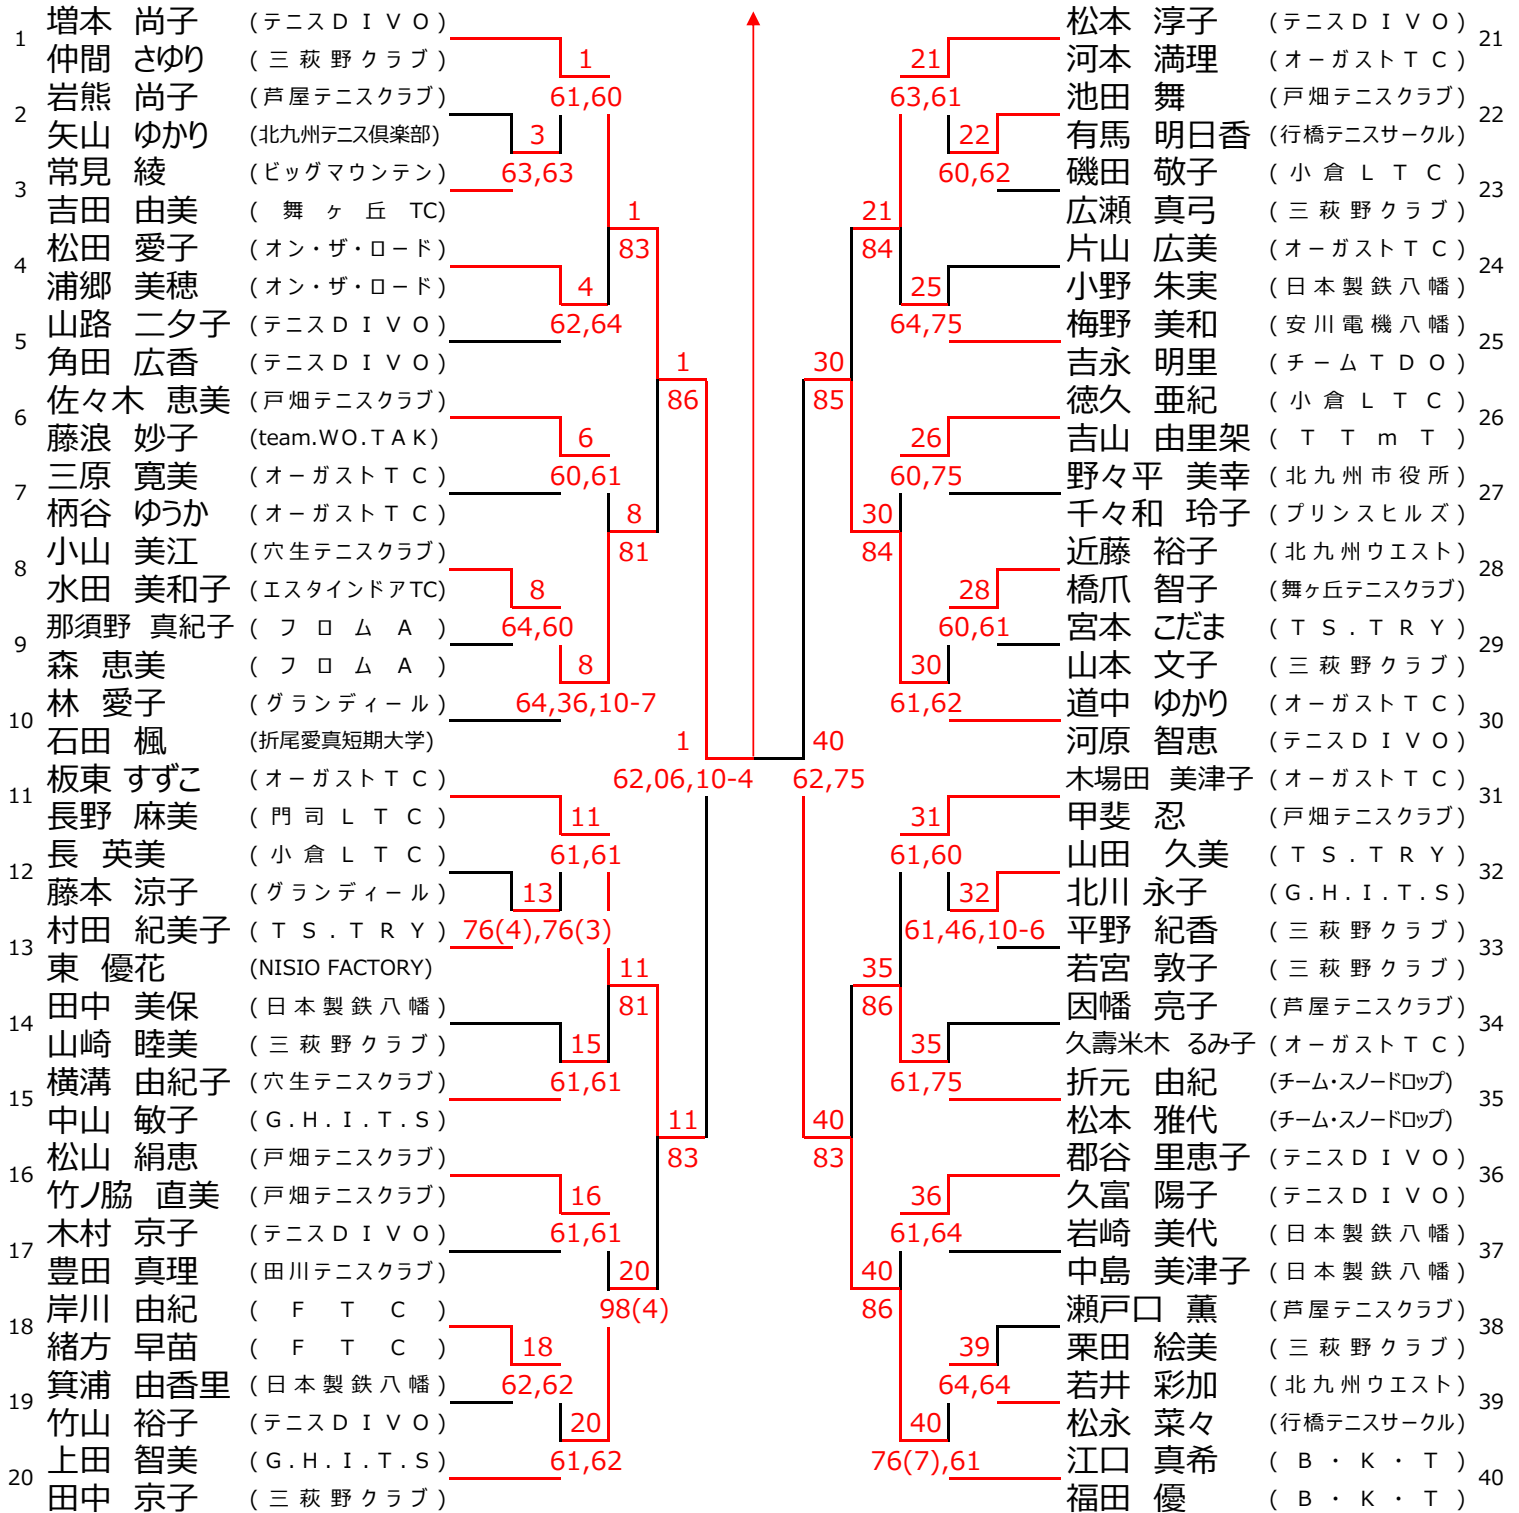 1 増本 尚子 (テニスＤＩＶＯ)
仲間 さゆり (三萩野クラブ)
2 岩熊 尚子 (芦屋テニスクラブ)
矢山 ゆかり (北九州テニス倶楽部)
3 常見 綾 (ビッグマウンテン)
吉田 由美 (舞ヶ丘TC)
4 松田 愛子 (オン・ザ・ロード)
浦郷 美穂 (オン・ザ・ロード)
5 山路 二夕子 (テニスＤＩＶＯ)
角田 広香 (テニスＤＩＶＯ)
6 佐々木 恵美 (戸畑テニスクラブ)
藤浪 妙子 (team.WO.TAK)
7 三原 寛美 (オーガストＴＣ)
柄谷 ゆうか (オーガストＴＣ)
8 小山 美江 (穴生テニスクラブ)
水田 美和子 (エスタインドアTC)
9 那須野 真紀子 (フロムＡ)
森 恵美 (フロムＡ)
10 林 愛子 (グランディール)
石田 楓 (折尾愛真短期大学)
11 板東 すずこ (オーガストＴＣ)
長野 麻美 (門司ＬＴＣ)
12 長 英美 (小倉ＬＴＣ)
藤本 涼子 (グランディール)
13 村田 紀美子 (ＴＳ.ＴＲＹ)
東 優花 (NISIO FACTORY)
14 田中 美保 (日本製鉄八幡)
山崎 睦美 (三萩野クラブ)
15 横溝 由紀子 (穴生テニスクラブ)
中山 敏子 (G.H.I.T.S)
16 松山 絹恵 (戸畑テニスクラブ)
竹ノ脇 直美 (戸畑テニスクラブ)
17 木村 京子 (テニスＤＩＶＯ)
豊田 真理 (田川テニスクラブ)
18 岸川 由紀 (ＦＴＣ)
緒方 早苗 (ＦＴＣ)
19 箕浦 由香里 (日本製鉄八幡)
竹山 裕子 (テニスＤＩＶＯ)
20 上田 智美 (G.H.I.T.S)
田中 京子 (三萩野クラブ)
1
61,60
3
63,63
1
83
4
62,64
1
86
6
60,61
8
81
8
64,60
8
64,36,10-7
1
62,06,10-4
11
61,61
13
76(4),76(3)
11
81
15
61,61
11
83
16
61,61
20
98(4)
18
62,62
20
61,62
21
63,61
22
60,62
21
84
25
64,75
30
85
26
60,75
30
84
28
60,61
30
61,62
40
62,75
31
61,60
32
61,46,10-6
35
86
35
61,75
40
83
36
61,64
40
86
39
64,64
40
76(7),61
松本 淳子 (テニスＤＩＶＯ) 21
河本 満理 (オーガストＴＣ)
池田 舞 (戸畑テニスクラブ) 22
有馬 明日香 (行橋テニスサークル)
磯田 敬子 (小倉ＬＴＣ) 23
広瀬 真弓 (三萩野クラブ)
片山 広美 (オーガストＴＣ) 24
小野 朱実 (日本製鉄八幡)
梅野 美和 (安川電機八幡) 25
吉永 明里 (チームＴＤＯ)
徳久 亜紀 (小倉ＬＴＣ) 26
吉山 由里架 (ＴＴｍＴ)
野々平 美幸 (北九州市役所) 27
千々和 玲子 (プリンスヒルズ)
近藤 裕子 (北九州ウエスト) 28
橋爪 智子 (舞ヶ丘テニスクラブ)
宮本 こだま (ＴＳ.ＴＲＹ) 29
山本 文子 (三萩野クラブ)
道中 ゆかり (オーガストＴＣ) 30
河原 智恵 (テニスＤＩＶＯ)
木場田 美津子 (オーガストＴＣ) 31
甲斐 忍 (戸畑テニスクラブ)
山田 久美 (ＴＳ.ＴＲＹ) 32
北川 永子 (G.H.I.T.S)
平野 紀香 (三萩野クラブ) 33
若宮 敦子 (三萩野クラブ)
因幡 亮子 (芦屋テニスクラブ) 34
久壽米木 るみ子 (オーガストＴＣ)
折元 由紀 (チーム・スノードロップ) 35
松本 雅代 (チーム・スノードロップ)
郡谷 里恵子 (テニスＤＩＶＯ) 36
久富 陽子 (テニスＤＩＶＯ)
岩崎 美代 (日本製鉄八幡) 37
中島 美津子 (日本製鉄八幡)
瀬戸口 薫 (芦屋テニスクラブ) 38
栗田 絵美 (三萩野クラブ)
若井 彩加 (北九州ウエスト) 39
松永 菜々 (行橋テニスサークル)
江口 真希 (Ｂ・Ｋ・Ｔ) 40
福田 優 (Ｂ・Ｋ・Ｔ)